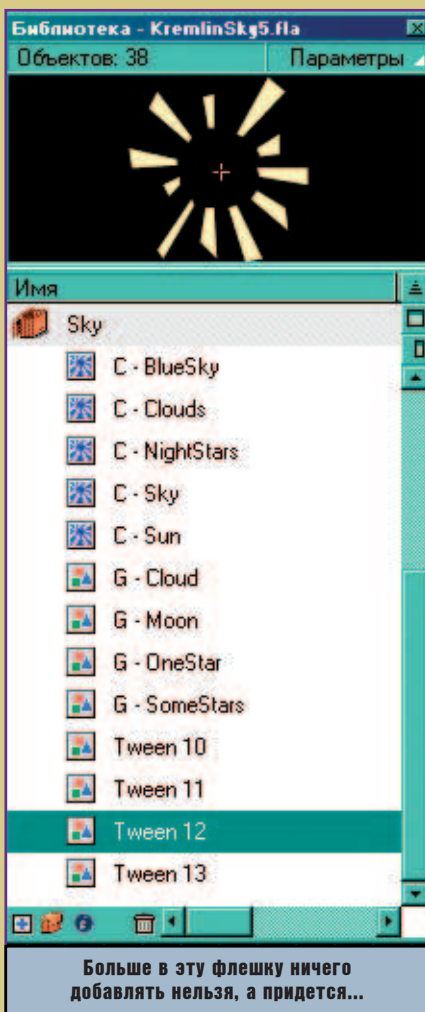 Библиотека - KremlinSky5.fla
Объектов: 38 Параметры
Имя
Sky
C - BlueSky
C - Clouds
C - NightStars
C - Sky
C - Sun
G - Cloud
G - Moon
G - OneStar
G - SomeStars
Tween 10
Tween 11
Tween 12
Tween 13
Больше в эту флешку ничего
добавлять нельзя, а придется...